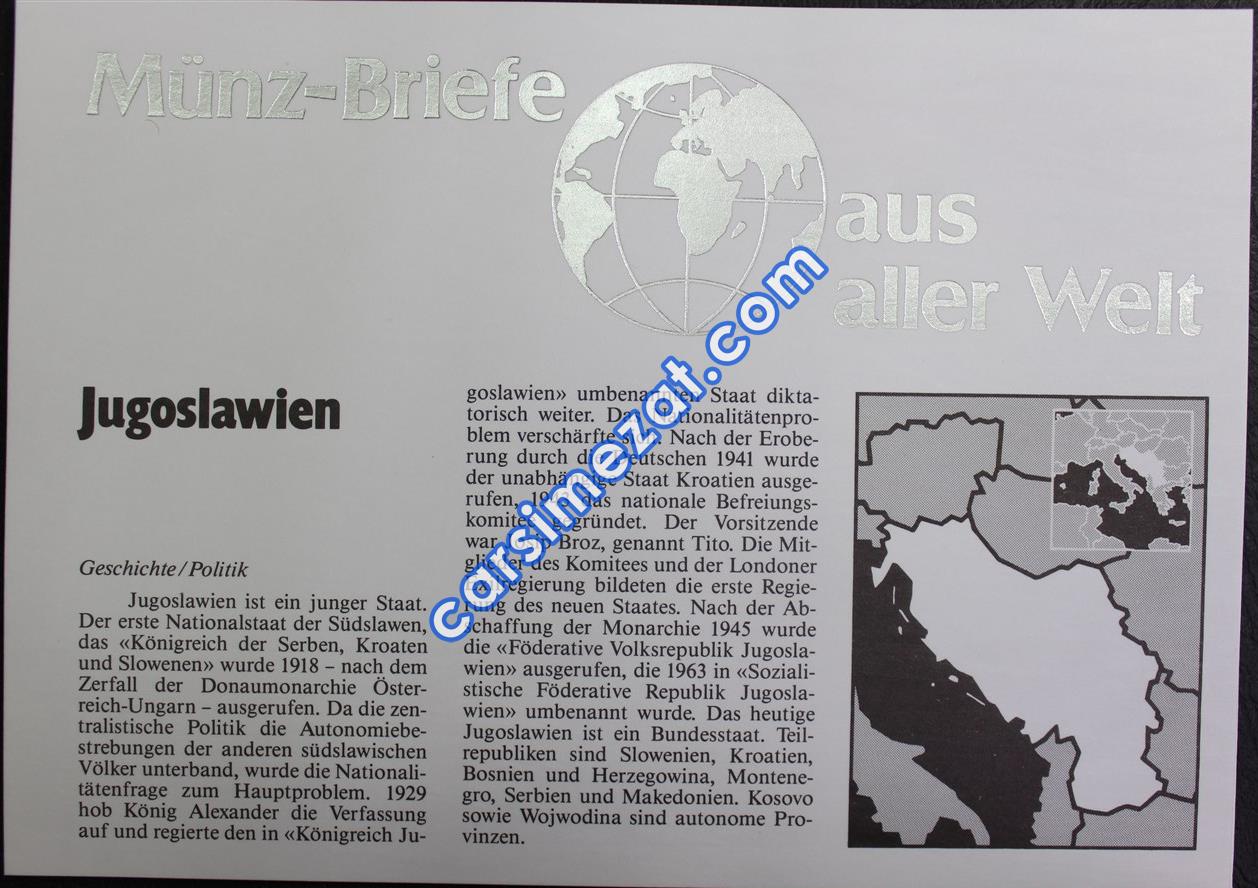 Münz-Briefe
aus
aller Welt
Jugoslawien
Geschichte/Politik
Jugoslawien ist ein junger Staat.
Der erste Nationalstaat der Südslawen,
das «Königreich der Serben, Kroaten
und Slowenen» wurde 1918 – nach dem
Zerfall der Donaumonarchie Öster-
reich-Ungarn – ausgerufen. Da die zen-
tralistische Politik die Autonomiebe-
strebungen der anderen südslawischen
Völker unterband, wurde die Nationali-
tätenfrage zum Hauptproblem. 1929
hob König Alexander die Verfassung
auf und regierte den in «Königreich Ju-
goslawien» umbenannten Staat dikta-
torisch weiter. Das Nationalitätenpro-
blem verschärfte sich. Nach der Erobe-
rung durch die Deutschen 1941 wurde
der unabhängige Staat Kroatien ausge-
rufen, das nationale Befreiungs-
komitee gegründet. Der Vorsitzende
war Josip Broz, genannt Tito. Die Mit-
glieder des Komitees und der Londoner
Exilregierung bildeten die erste Regie-
rung des neuen Staates. Nach der Ab-
schaffung der Monarchie 1945 wurde
die «Föderative Volksrepublik Jugosla-
wien» ausgerufen, die 1963 in «Soziali-
stische Föderative Republik Jugosla-
wien» umbenannt wurde. Das heutige
Jugoslawien ist ein Bundesstaat. Teil-
republiken sind Slowenien, Kroatien,
Bosnien und Herzegowina, Montene-
gro, Serbien und Makedonien. Kosovo
sowie Wojwodina sind autonome Pro-
vinzen.
carsimezat.com